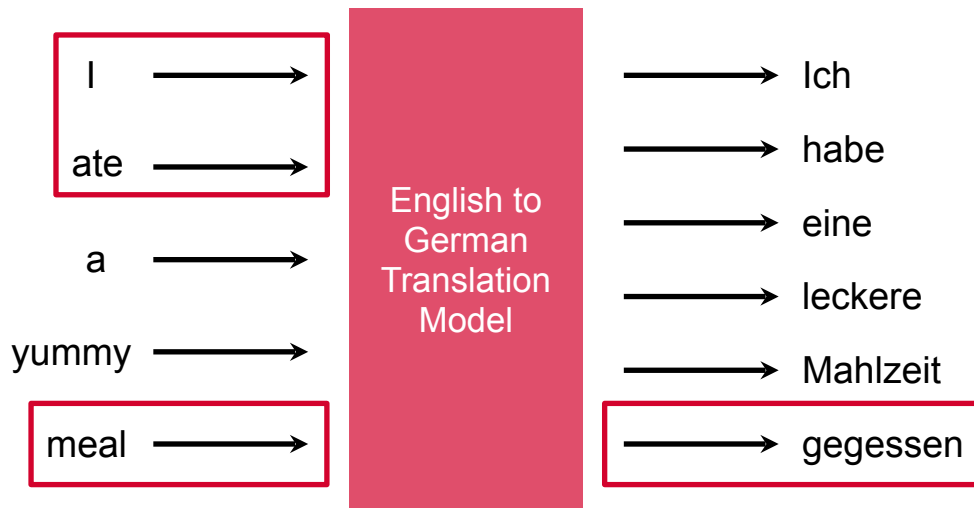 I
ate
a
yummy
meal
English to
German
Translation
Model
Ich
habe
eine
leckere
Mahlzeit
gegessen